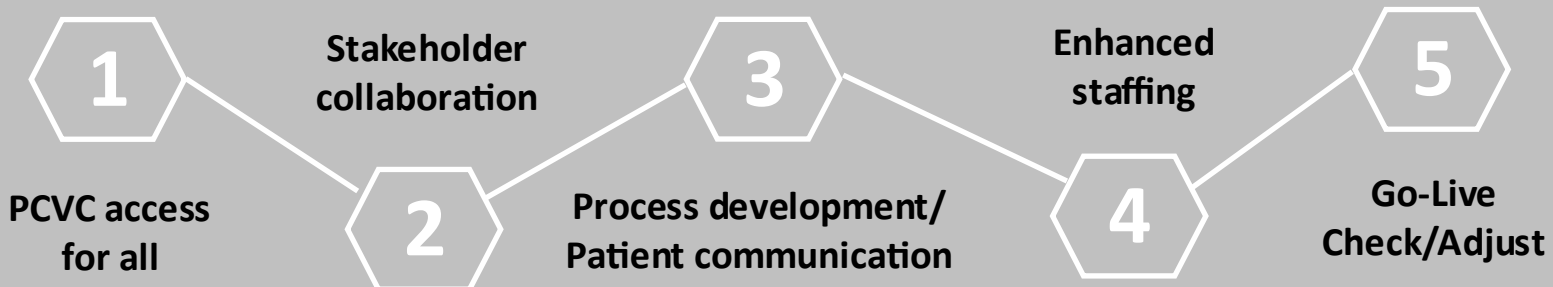 1
PCVC access
for all
Stakeholder
collaboration
2
3
Process development/
Patient communication
Enhanced
staffing
4
5
Go-Live
Check/Adjust